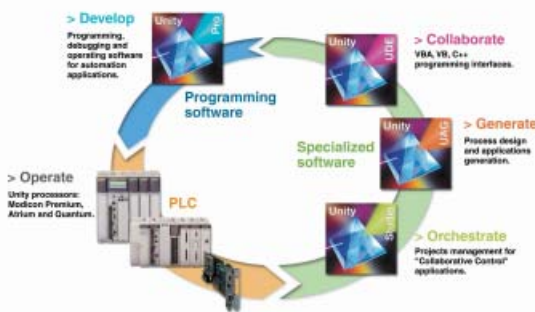 > Develop
Programming,
debugging and
operating software
for automation
applications.
Unity
Pro
Programming
software
Unity
UDE
> Collaborate
VBA, VB, C++
programming interfaces.
Unity
UAG
> Generate
Process design
and applications
generation.
Specialized
software
Unity
Studio
> Orchestrate
Projects management for
"Collaborative Control"
applications.
> Operate
Unity processors:
Modicon Premium,
Atrium and Quantum.
PLC